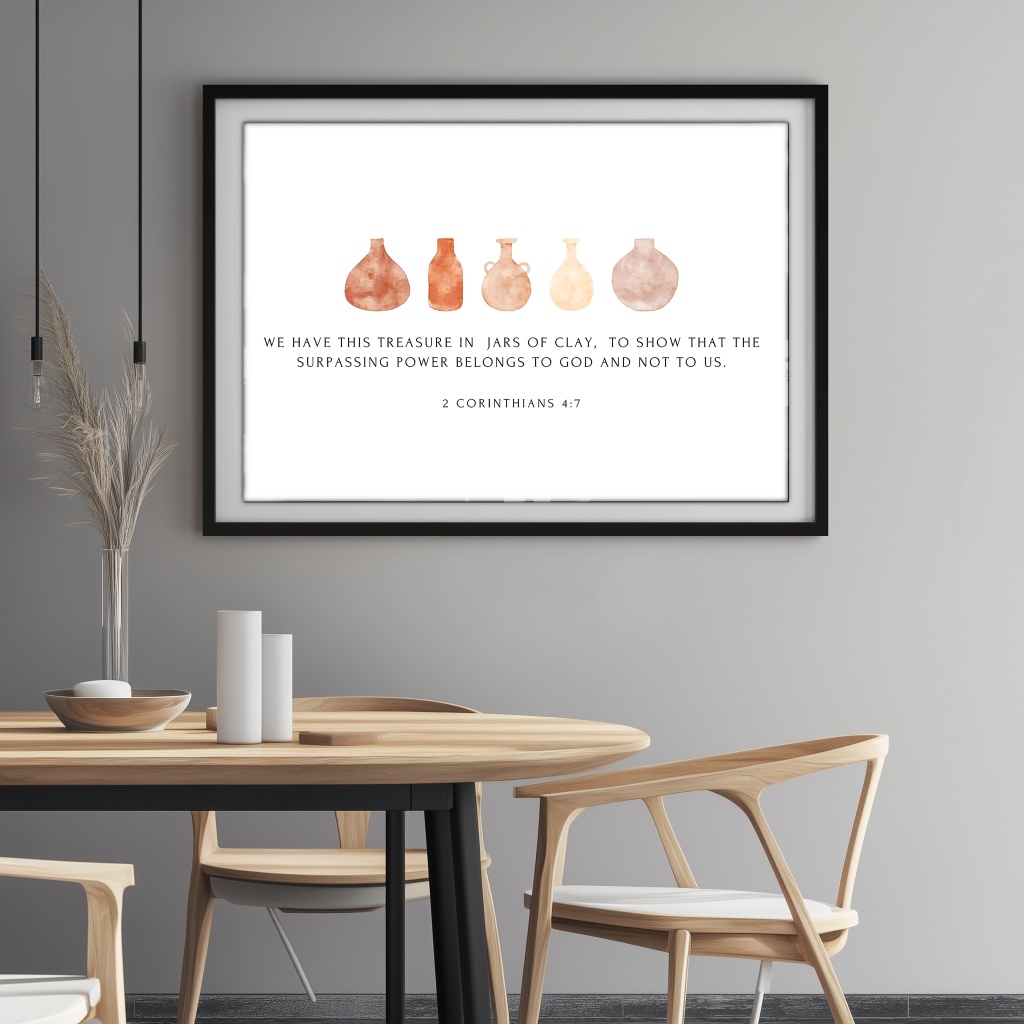 WE HAVE THIS TREASURE IN  JARS OF CLAY,  TO SHOW THAT THE
SURPASSING POWER BELONGS TO GOD AND NOT TO US.
2 CORINTHIANS 4:7